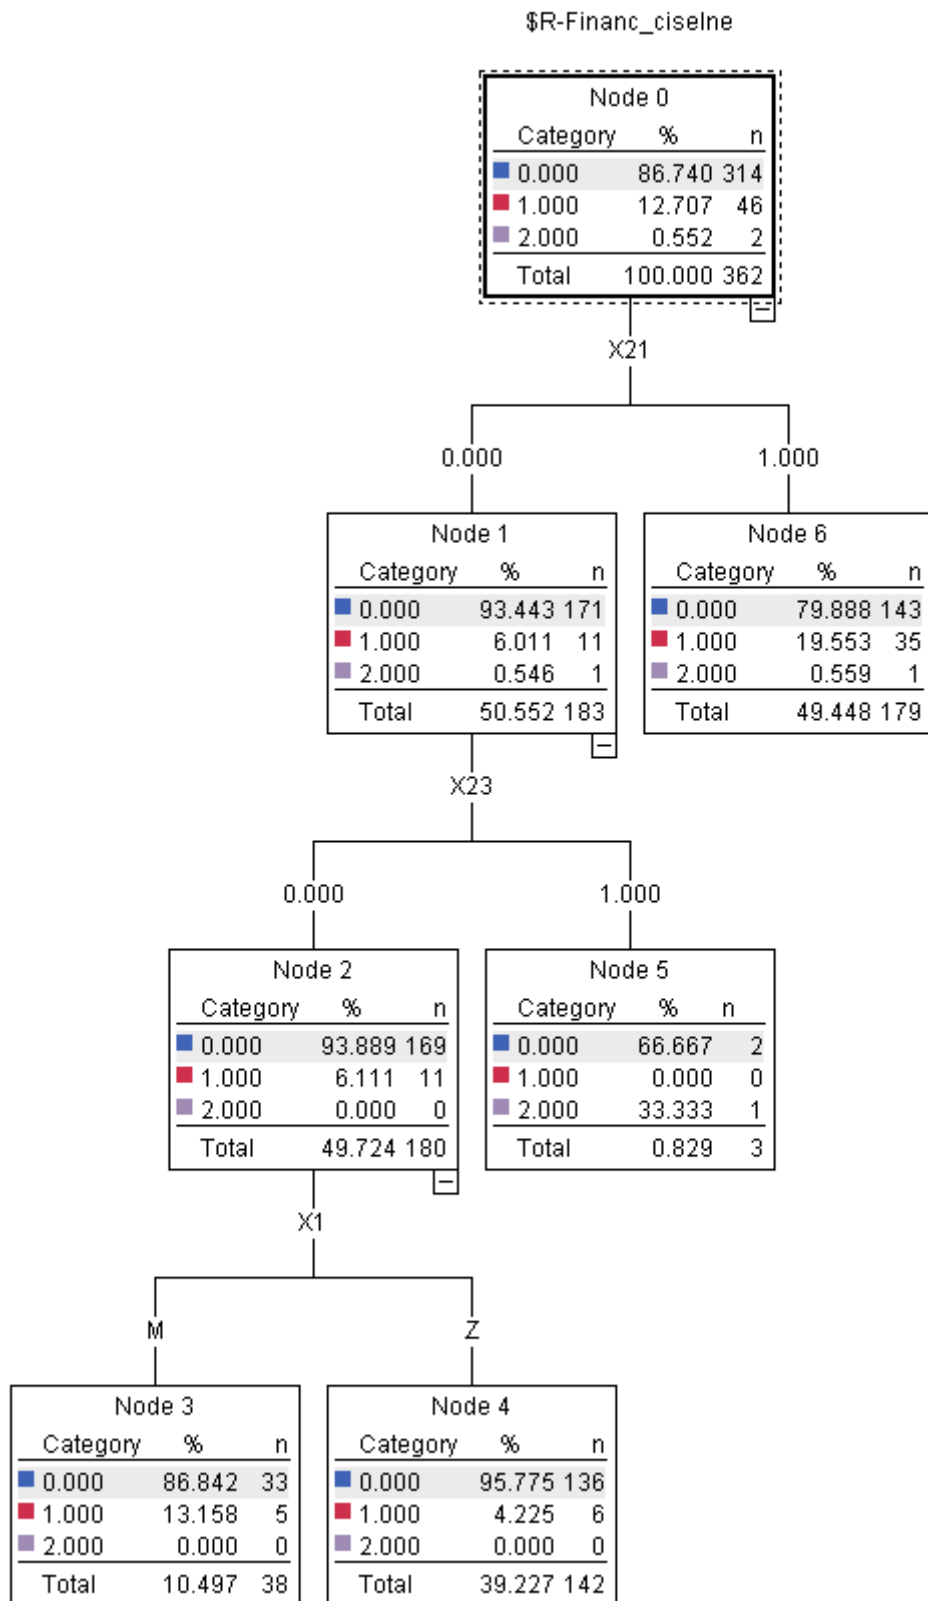 $R-Financ_ciselne
Node 0
Category % n
0.000 86.740 314
1.000 12.707 46
2.000 0.552 2
Total 100.000 362
X21
0.000
1.000
Node 1
Category % n
0.000 93.443 171
1.000 6.011 11
2.000 0.546 1
Total 50.552 183
Node 6
Category % n
0.000 79.888 143
1.000 19.553 35
2.000 0.559 1
Total 49.448 179
X23
0.000
1.000
Node 2
Category % n
0.000 93.889 169
1.000 6.111 11
2.000 0.000 0
Total 49.724 180
Node 5
Category % n
0.000 66.667 2
1.000 0.000 0
2.000 33.333 1
Total 0.829 3
X1
M
Z
Node 3
Category % n
0.000 86.842 33
1.000 13.158 5
2.000 0.000 0
Total 10.497 38
Node 4
Category % n
0.000 95.775 136
1.000 4.225 6
2.000 0.000 0
Total 39.227 142